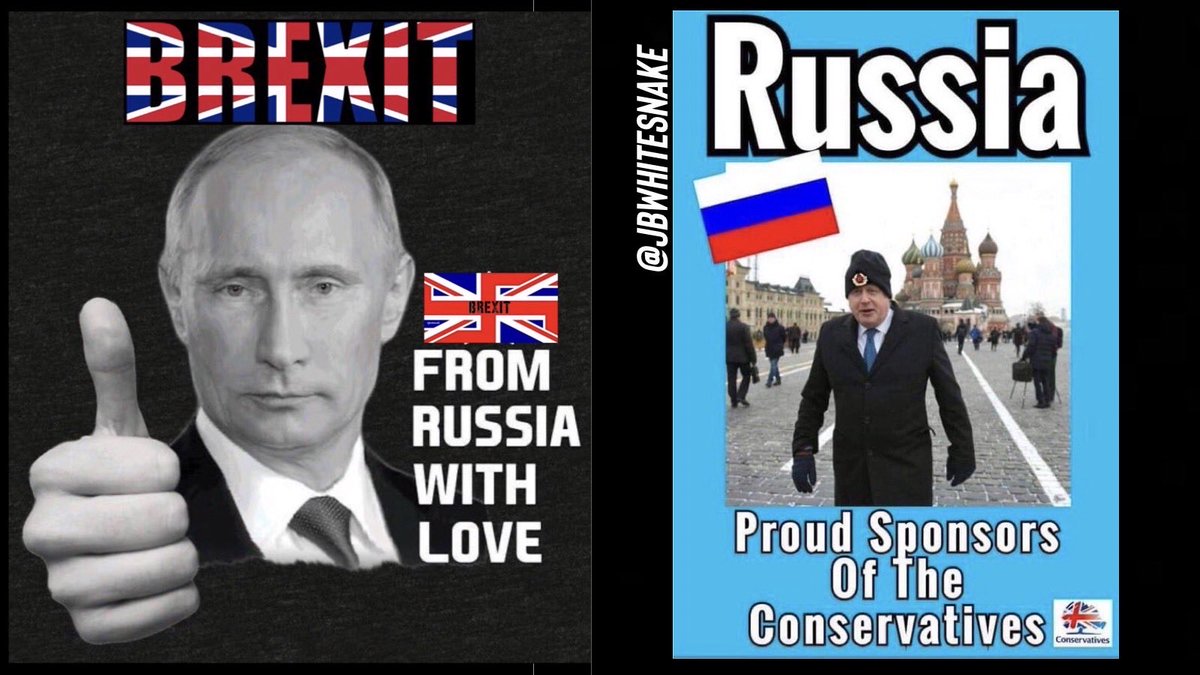 BREXIT
BREXIT
FROM
RUSSIA
WITH
LOVE
@JBWHITESNAKE
Russia
Proud Sponsors
Of The
Conservatives
Conservatives